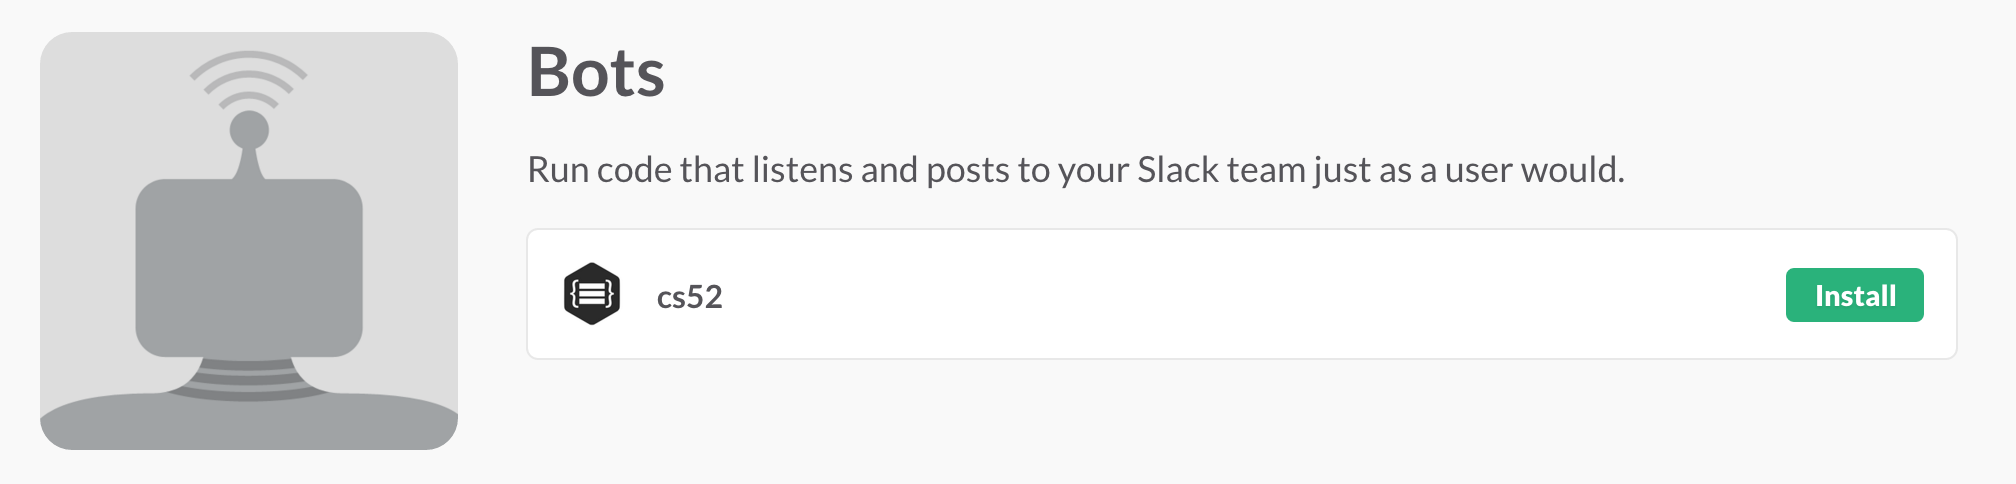 Bots
Run code that listens and posts to your Slack team just as a user would.
cs52
Install